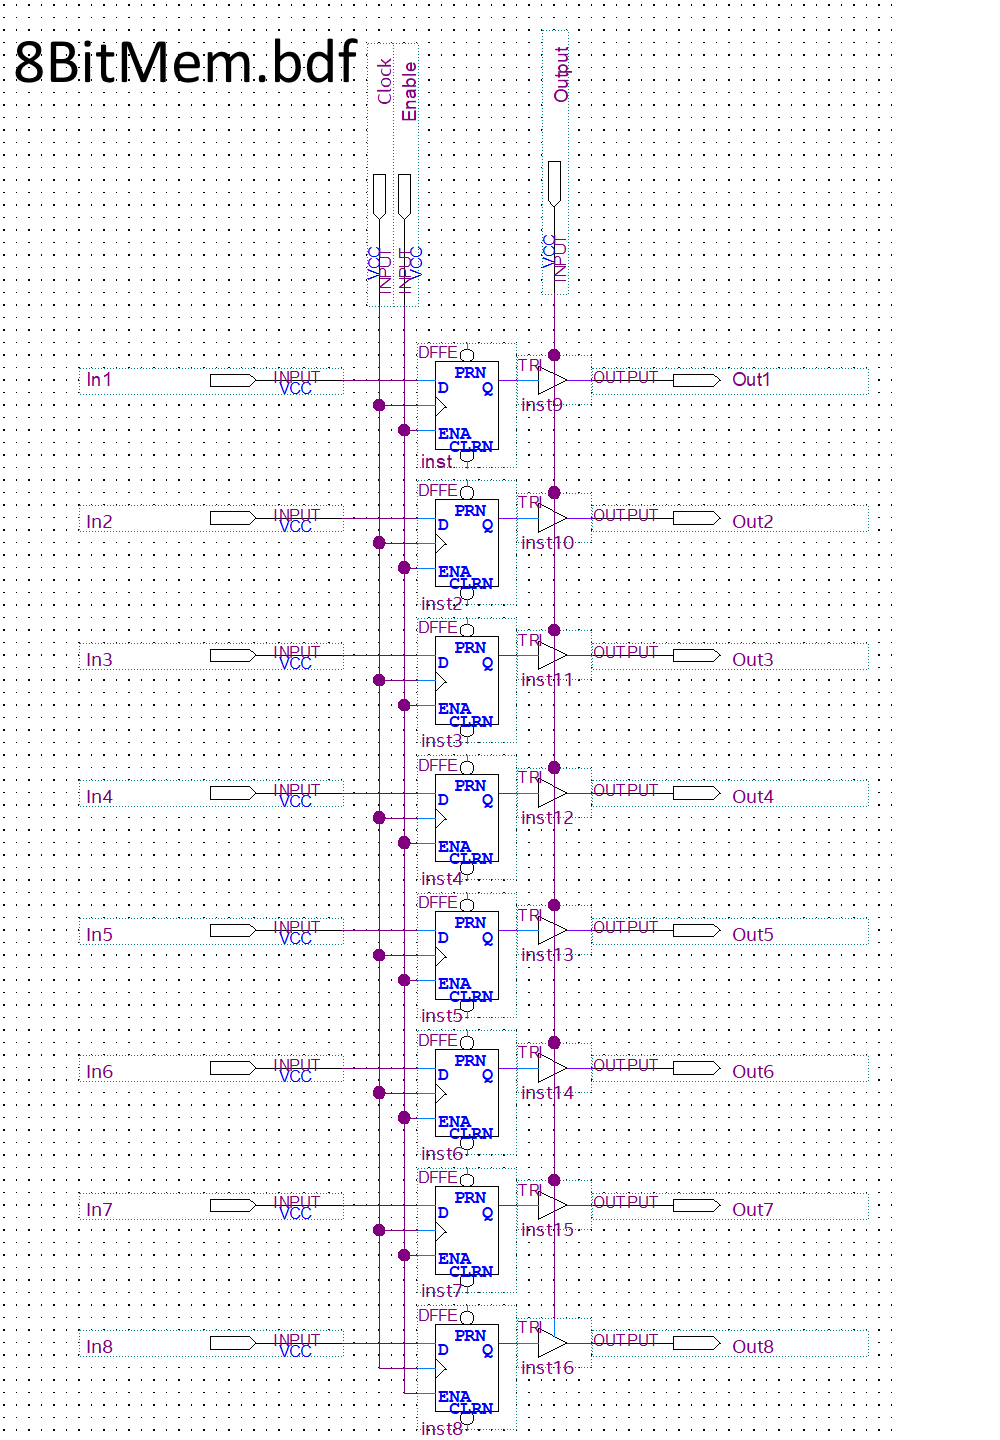 8BitMem.bdf
Clock
Enable
Output
VCC
INPUT
INPUT
VCC
VCC
INPUT
DFFE
TRI
PRN
In1
INPUT
VCC
D
Q
OUTPUT
Out1
inst9
ENA
CLRN
inst
DFFE
TRI
PRN
In2
INPUT
VCC
D
Q
OUTPUT
Out2
inst10
ENA
CLRN
inst2
DFFE
TRI
PRN
In3
INPUT
VCC
D
Q
OUTPUT
Out3
inst11
ENA
CLRN
inst3
DFFE
TRI
PRN
In4
INPUT
VCC
D
Q
OUTPUT
Out4
inst12
ENA
CLRN
inst4
DFFE
TRI
PRN
In5
INPUT
VCC
D
Q
OUTPUT
Out5
inst13
ENA
CLRN
inst5
DFFE
TRI
PRN
In6
INPUT
VCC
D
Q
OUTPUT
Out6
inst14
ENA
CLRN
inst6
DFFE
TRI
PRN
In7
INPUT
VCC
D
Q
OUTPUT
Out7
inst15
ENA
CLRN
inst7
DFFE
TRI
PRN
In8
INPUT
VCC
D
Q
OUTPUT
Out8
inst16
ENA
CLRN
inst8